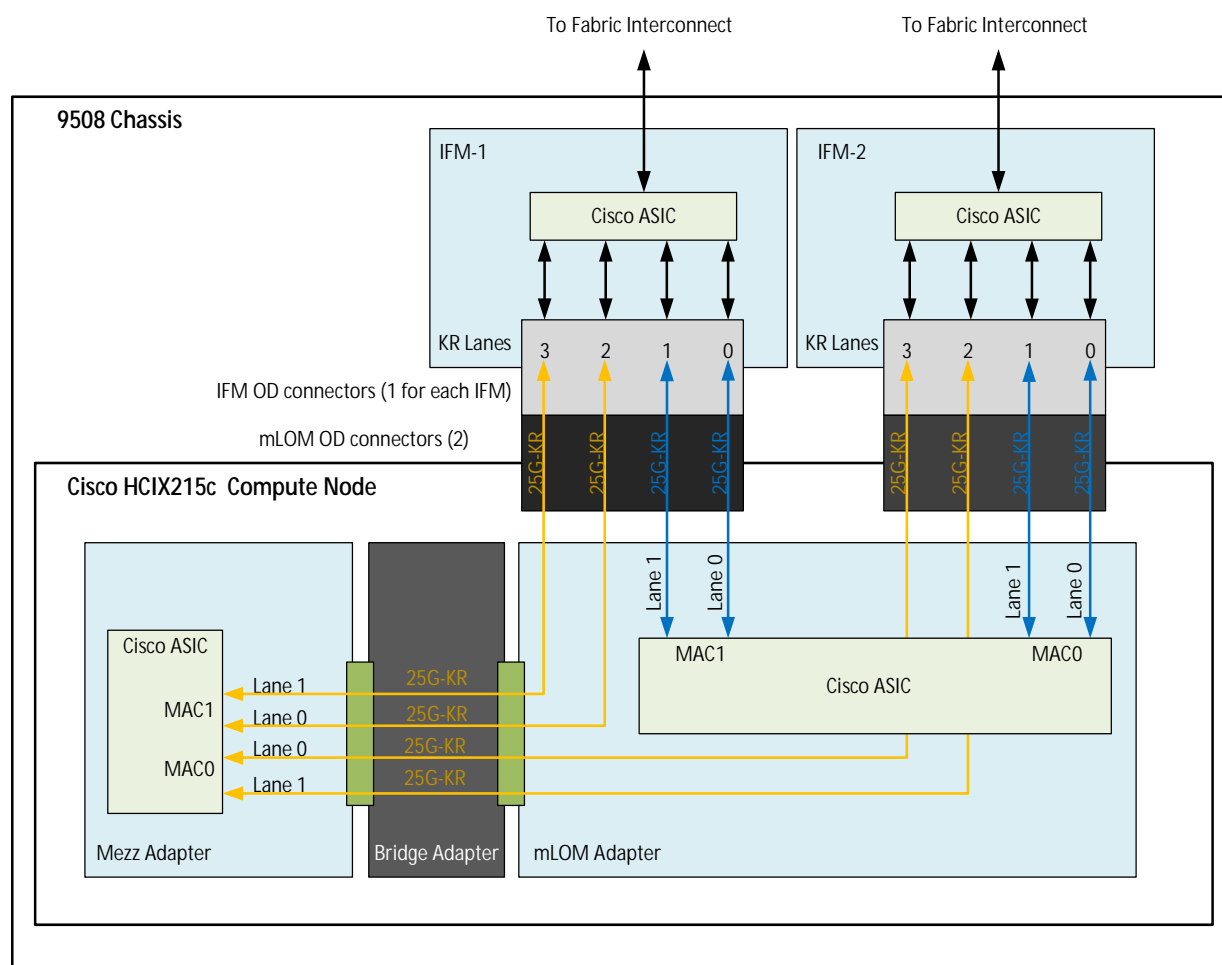 To Fabric Interconnect
To Fabric Interconnect
9508 Chassis
IFM-1
IFM-2
Cisco ASIC
Cisco ASIC
KR Lanes
3
2
1
0
KR Lanes
3
2
1
0
IFM OD connectors (1 for each IFM)
mLOM OD connectors (2)
25G-KR
25G-KR
25G-KR
25G-KR
25G-KR
25G-KR
25G-KR
25G-KR
Cisco HCIX215c Compute Node
Lane 1
Lane 0
Lane 1
Lane 0
Cisco ASIC
MAC1
MAC0
Cisco ASIC
Lane 1
25G-KR
MAC1
Lane 0
25G-KR
Lane 0
25G-KR
MAC0
Lane 1
25G-KR
Mezz Adapter
Bridge Adapter
mLOM Adapter